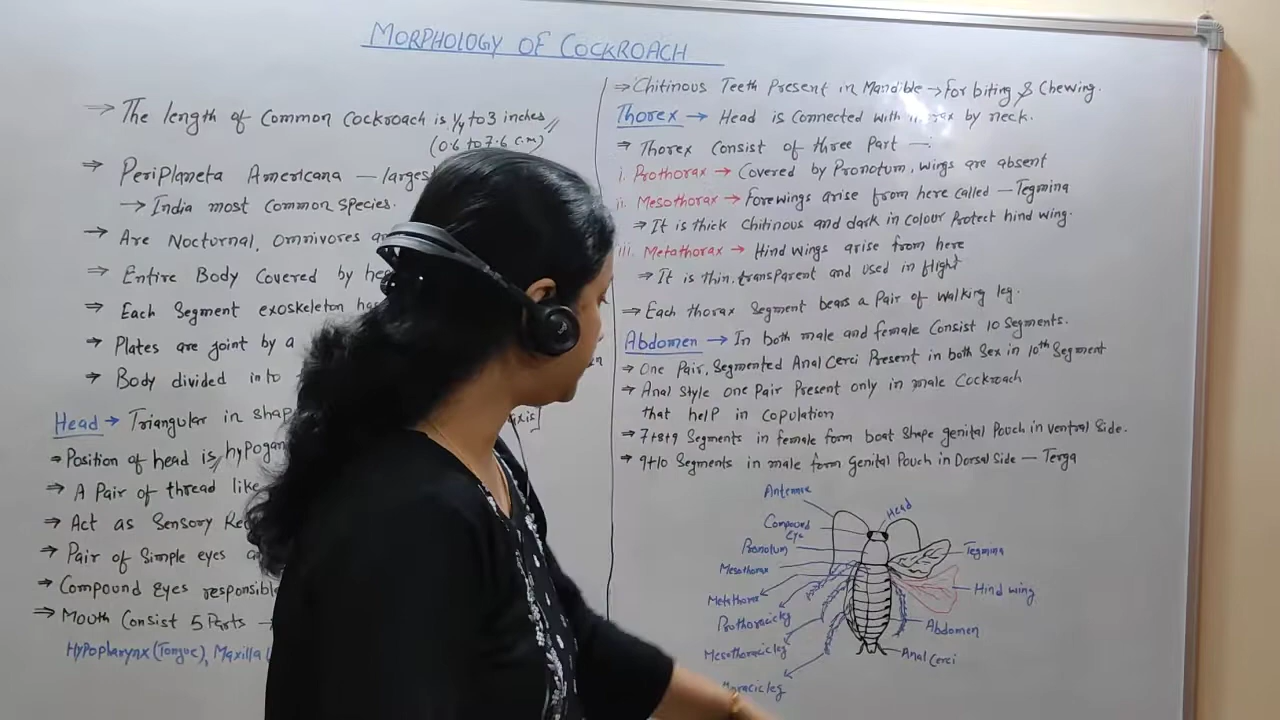 MORPHOLOGY OF COCKROACH
→ The length of Common Cockroach is 1/4 to 3 inches
(0.6 to 7.6 c.m)
→ Periplaneta Americana — larges
→ India most Common species.
→ Are Nocturnal, Omnivores
→ Entire Body Covered by
→ Each Segment exoskeleton
→ Plates are joint by a
→ Body divided into
Head → Triangular in shap
⇒ Position of head is hypogna
⇒ A Pair of thread like
⇒ Act as Sensory Re
⇒ Pair of Simple eyes
⇒ Compound Eyes responsible
⇒ Mouth Consist 5 Parts →
Hypopharynx (Tongue), Maxilla
⇒ Chitinous Teeth Present in Mandible → For biting & Chewing.
Thorex → Head is Connected with by neck.
⇒ Thorex Consist of three Part —:
i. Prothorax → Covered by Pronotum, wings are absent
ii. Mesothorax → Forewings arise from here called — Tegmina
⇒ It is thick Chitinous and dark in colour Protect hind wing.
iii. Metathorax → Hind wings arise from here
⇒ It is thin, transparent and used in flight
⇒ Each thorax Segment bears a Pair of walking leg.
Abdomen → In both male and female Consist 10 Segments.
→ One Pair, Segmented Anal Cerci Present in both Sex in 10th Segment
→ Anal Style one Pair Present only in male Cockroach
that help in Copulation
→ 7+8+9 Segments in female form boat Shape genital Pouch in ventral Side.
→ 9+10 Segments in male form Genital Pouch in Dorsal side — Terga
Antennae
Head
Compound
Eye
Pronotum
Tegmina
Mesothorax
Hind wing
Metathorax
Prothoracic leg
Abdomen
Mesothoracic leg
Anal Cerci